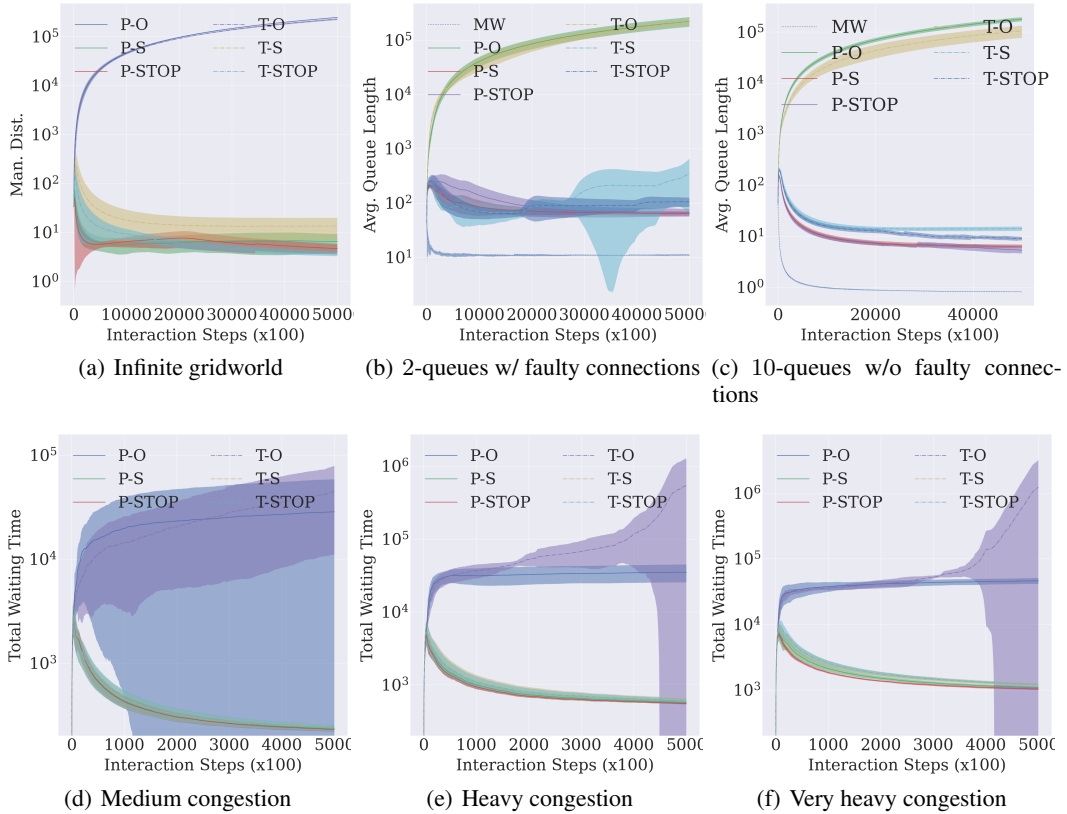 P-O T-O
P-S T-S
P-STOP T-STOP
Man. Dist.
10^5
10^4
10^3
10^2
10^1
10^0
0 10000 20000 30000 40000 5000
Interaction Steps (x100)
(a) Infinite gridworld
MW T-O
P-O T-S
P-S T-STOP
P-STOP
Avg. Queue Length
10^5
10^4
10^3
10^2
10^1
0 10000 20000 30000 40000 5000
Interaction Steps (x100)
(b) 2-queues w/ faulty connections
MW T-O
P-O T-S
P-S T-STOP
P-STOP
Avg. Queue Length
10^5
10^4
10^3
10^2
10^1
10^0
0 20000 40000
Interaction Steps (x100)
(c) 10-queues w/o faulty connec-
tions
P-O T-O
P-S T-S
P-STOP T-STOP
Total Waiting Time
10^5
10^4
10^3
0 1000 2000 3000 4000 5000
Interaction Steps (x100)
(d) Medium congestion
P-O T-O
P-S T-S
P-STOP T-STOP
Total Waiting Time
10^6
10^5
10^4
10^3
0 1000 2000 3000 4000 500
Interaction Steps (x100)
(e) Heavy congestion
P-O T-O
P-S T-S
P-STOP T-STOP
Total Waiting Time
10^6
10^5
10^4
10^3
0 1000 2000 3000 4000 500
Interaction Steps (x100)
(f) Very heavy congestion